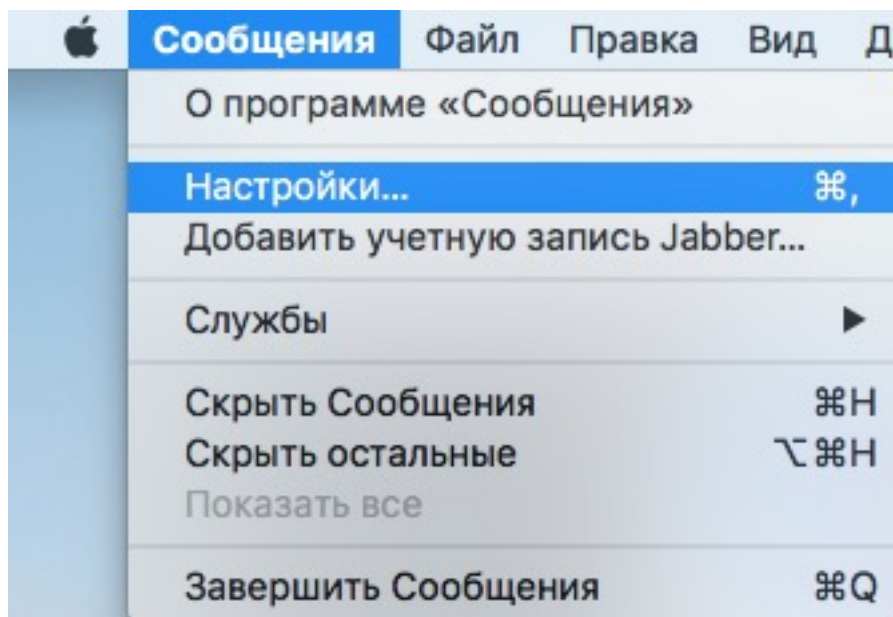 Сообщения Файл Правка Вид Д
О программе «Сообщения»
Настройки... ⌘,
Добавить учетную запись Jabber...
Службы ▶
Скрыть Сообщения ⌘H
Скрыть остальные ⌥⌘H
Показать все
Завершить Сообщения ⌘Q